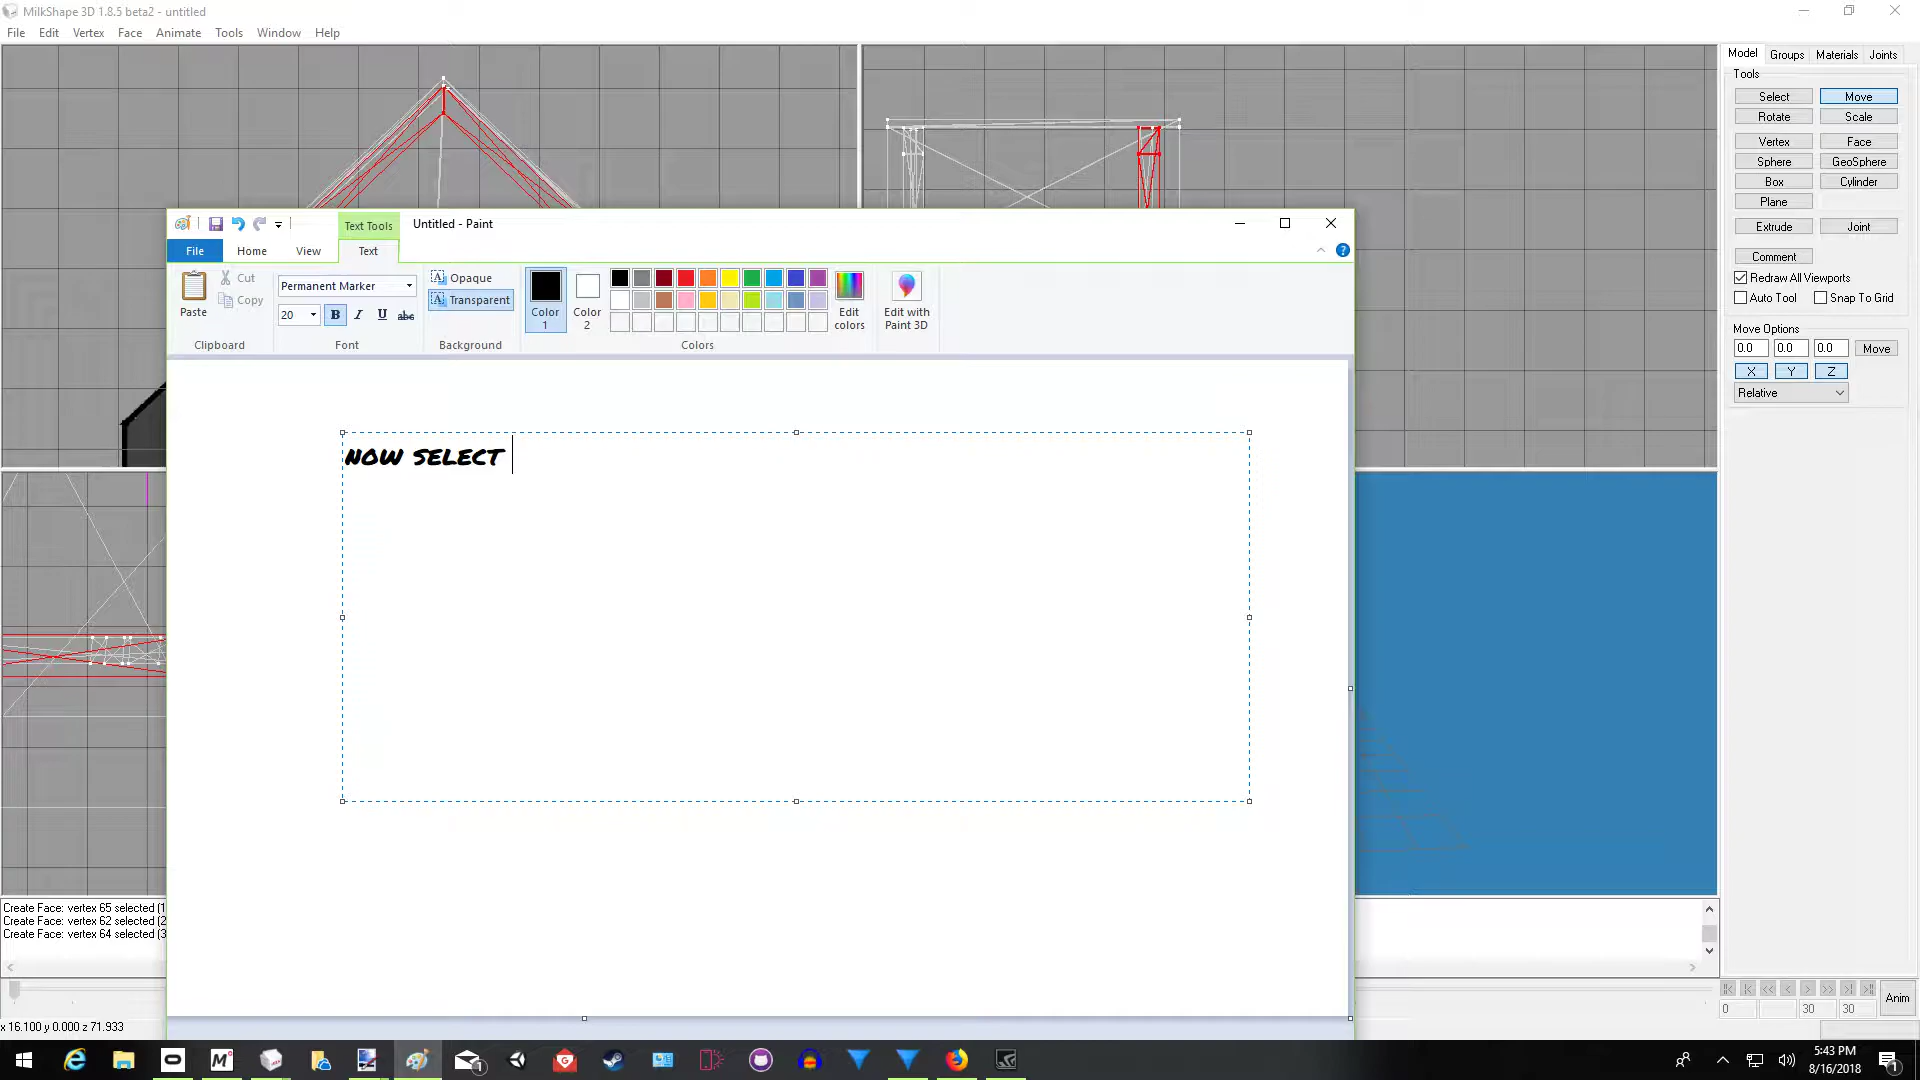 MilkShape 3D 1.8.5 beta2 - untitled
File Edit Vertex Face Animate Tools Window Help
Model Groups Materials Joints
Tools
Select Move
Rotate Scale
Vertex Face
Sphere GeoSphere
Box Cylinder
Plane
Extrude Joint
Comment
Redraw All Viewports
Auto Tool Snap To Grid
Move Options
0.0 0.0 0.0 Move
X Y Z
Relative
Text Tools Untitled - Paint
File Home View Text
Paste Cut Copy
Clipboard
Permanent Marker
20 B I U abc
Font
Opaque
Transparent
Background
Color 1
Color 2
Edit colors
Colors
Edit with Paint 3D
NOW SELECT
Create Face: vertex 65 selected (1
Create Face: vertex 62 selected (2
Create Face: vertex 64 selected (3
0 30 30 Anim
x 16.100 y 0.000 z 71.933
5:43 PM
8/16/2018